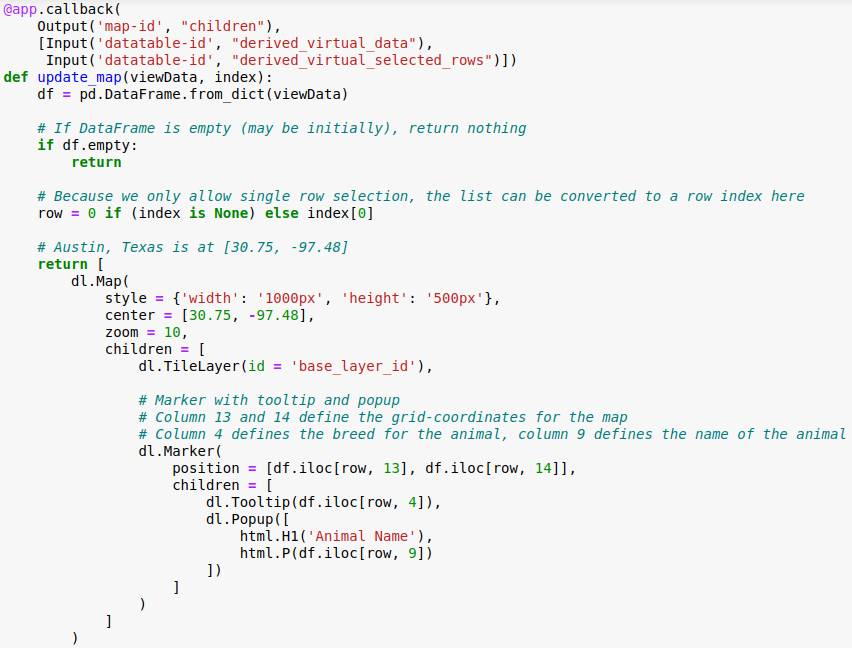 @app.callback(
    Output('map-id', "children"),
    [Input('datatable-id', "derived_virtual_data"),
     Input('datatable-id', "derived_virtual_selected_rows")])
def update_map(viewData, index):
    df = pd.DataFrame.from_dict(viewData)

    # If DataFrame is empty (may be initially), return nothing
    if df.empty:
        return

    # Because we only allow single row selection, the list can be converted to a row index here
    row = 0 if (index is None) else index[0]

    # Austin, Texas is at [30.75, -97.48]
    return [
        dl.Map(
            style = {'width': '1000px', 'height': '500px'},
            center = [30.75, -97.48],
            zoom = 10,
            children = [
                dl.TileLayer(id = 'base_layer_id'),

                # Marker with tooltip and popup
                # Column 13 and 14 define the grid-coordinates for the map
                # Column 4 defines the breed for the animal, column 9 defines the name of the animal
                dl.Marker(
                    position = [df.iloc[row, 13], df.iloc[row, 14]],
                    children = [
                        dl.Tooltip(df.iloc[row, 4]),
                        dl.Popup([
                            html.H1('Animal Name'),
                            html.P(df.iloc[row, 9])
                        ])
                    ]
                )
            ]
        )